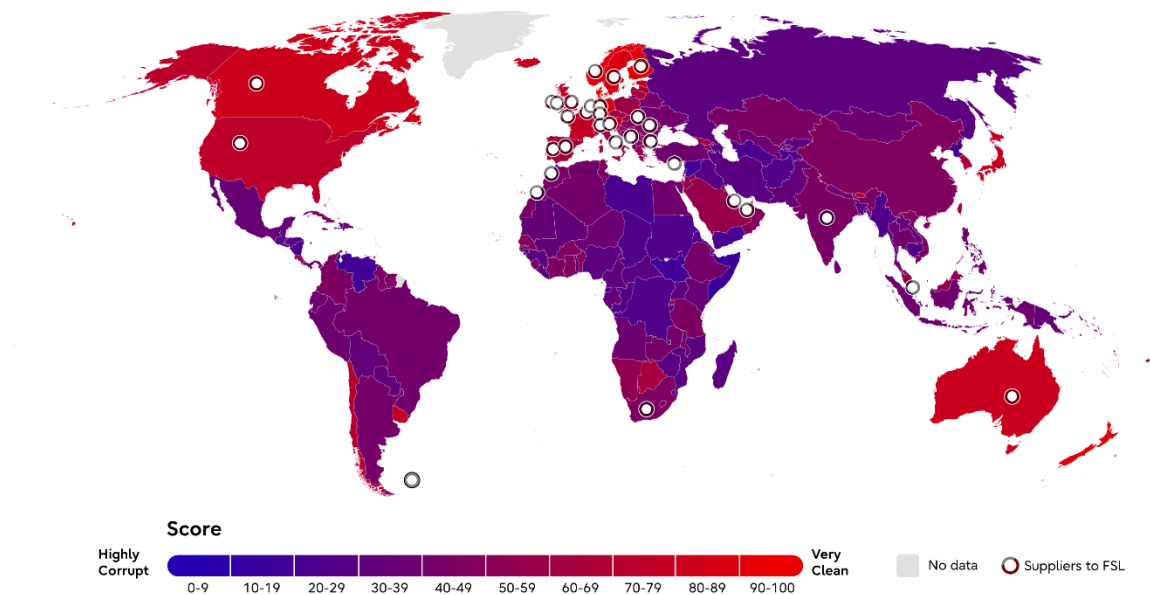 Score
Highly
Corrupt
Very
Clean
0-9 10-19 20-29 30-39 40-49 50-59 60-69 70-79 80-89 90-100
No data
Suppliers to FSL